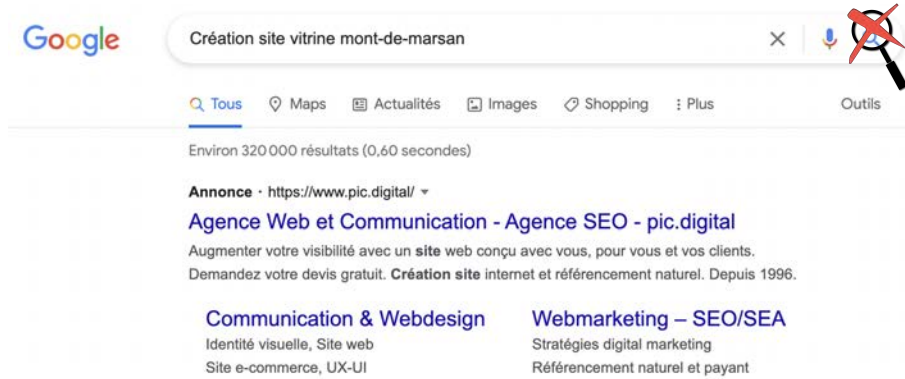 Google
Création site vitrine mont-de-marsan
Tous Maps Actualités Images Shopping Plus Outils
Environ 320 000 résultats (0,60 secondes)
Annonce · https://www.pic.digital/
Agence Web et Communication - Agence SEO - pic.digital
Augmenter votre visibilité avec un site web conçu avec vous, pour vous et vos clients.
Demandez votre devis gratuit. Création site internet et référencement naturel. Depuis 1996.
Communication & Webdesign
Identité visuelle, Site web
Site e-commerce, UX-UI
Webmarketing – SEO/SEA
Stratégies digital marketing
Référencement naturel et payant